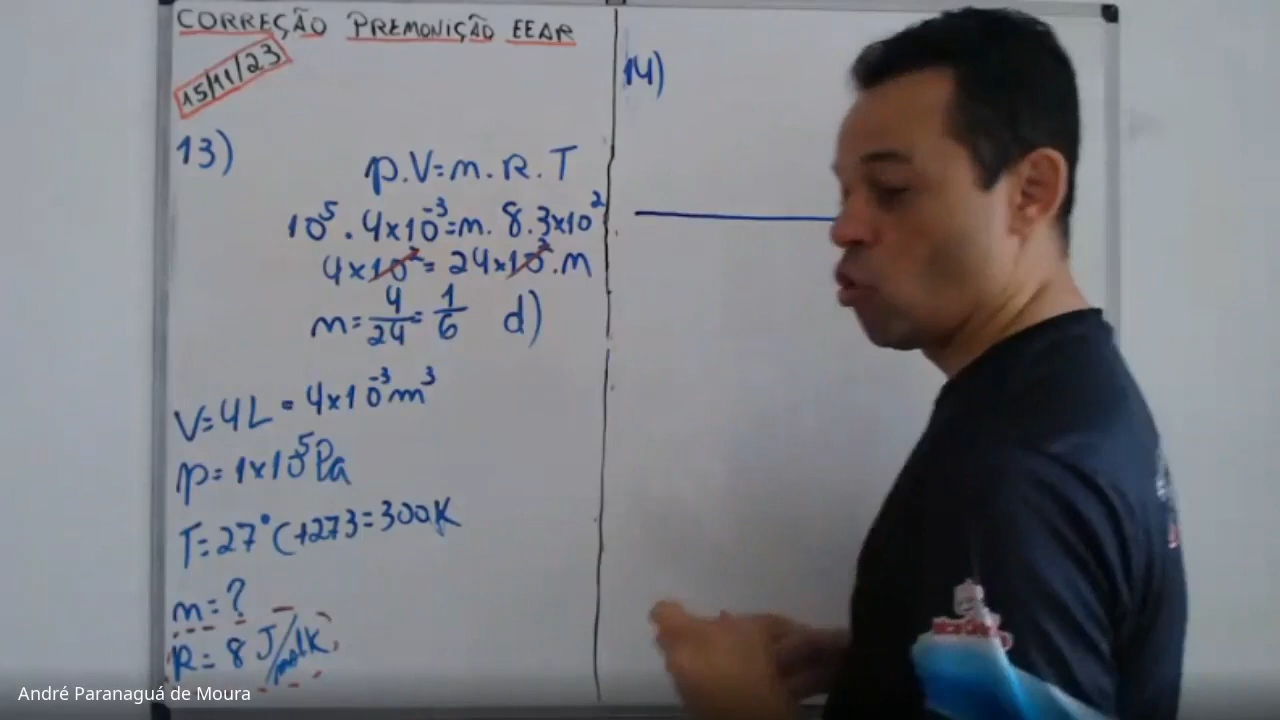 CORREÇÃO PREMONIÇÃO EEAR
15/11/23
13)
p.V=n.R.T
10⁵.4x10⁻³=n.8.3x10²
4x10²=24x10².n
n=4/24=1/6 d)
V=4L=4x10⁻³m³
p=1x10⁵Pa
T=27°C+273=300K
n=?
R=8J/molK
14)
André Paranaguá de Moura